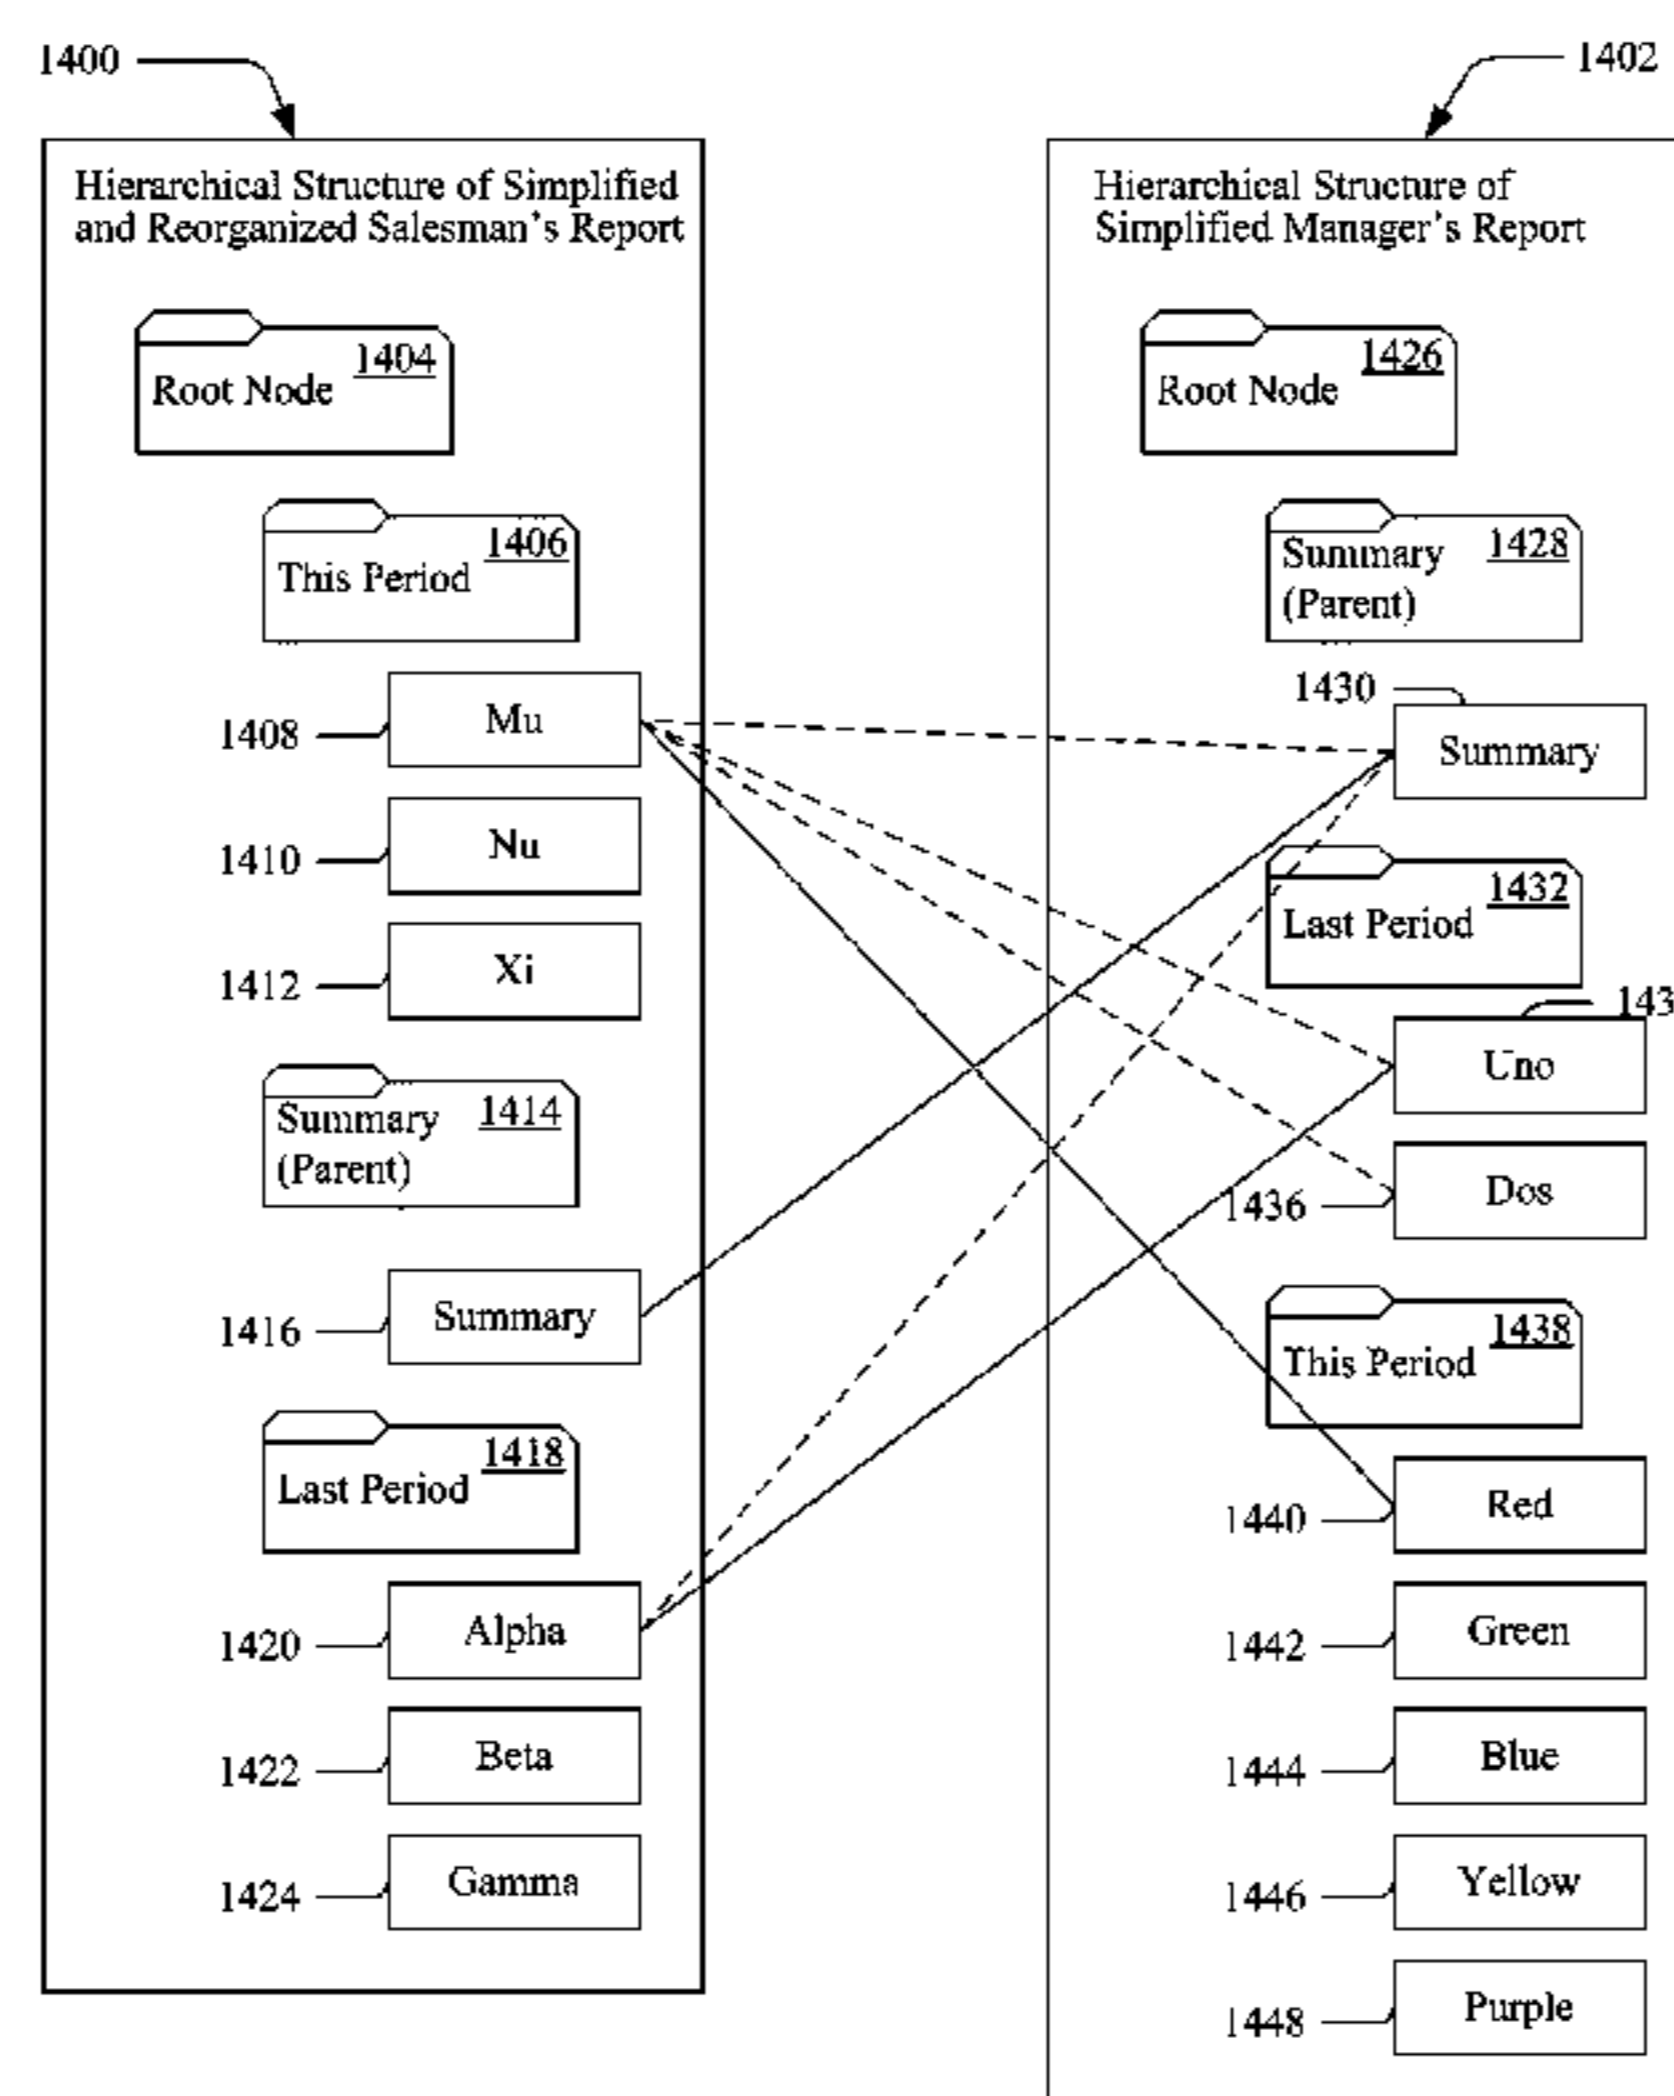 1400
Hierarchical Structure of Simplified
and Reorganized Salesman's Report
1404
Root Node
1406
This Period
1408
Mu
1410
Nu
1412
Xi
1414
Summary
(Parent)
1416
Summary
1418
Last Period
1420
Alpha
1422
Beta
1424
Gamma
1402
Hierarchical Structure of
Simplified Manager's Report
1426
Root Node
1428
Summary
(Parent)
1430
Summary
1432
Last Period
143
Uno
1436
Dos
1438
This Period
1440
Red
1442
Green
1444
Blue
1446
Yellow
1448
Purple